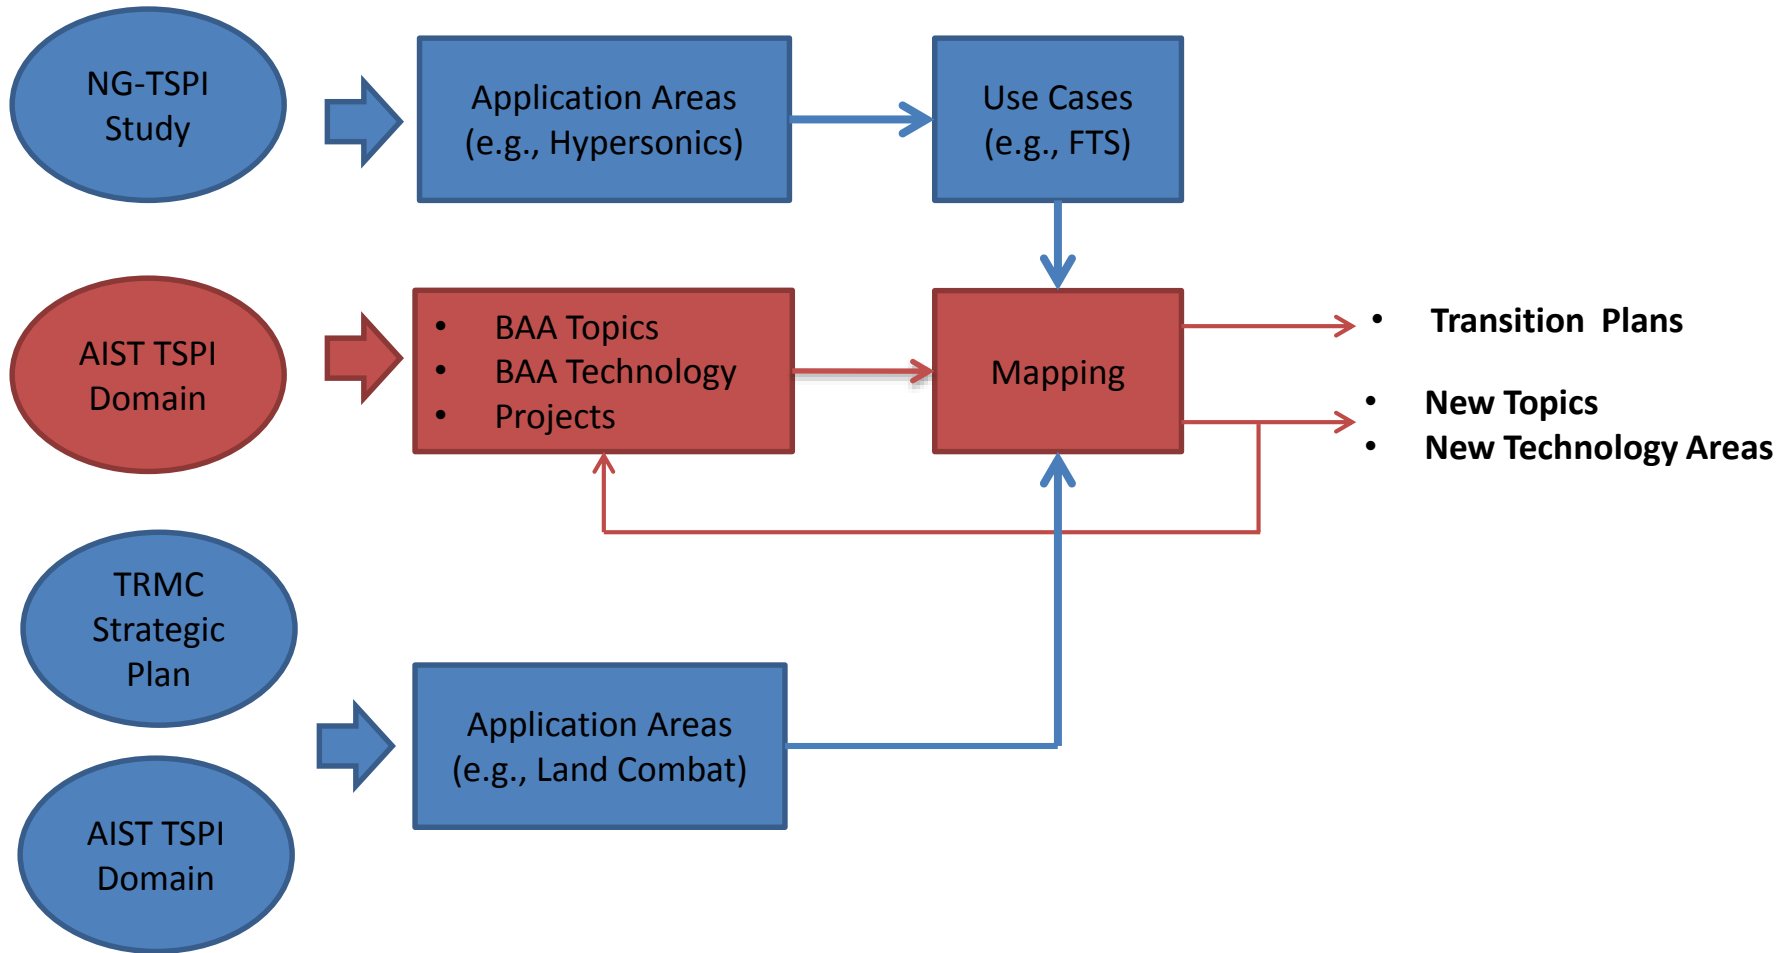 NG-TSPI
Study
Application Areas
(e.g., Hypersonics)
Use Cases
(e.g., FTS)
AIST TSPI
Domain
• BAA Topics
• BAA Technology
• Projects
Mapping
• Transition Plans
• New Topics
• New Technology Areas
TRMC
Strategic
Plan
Application Areas
(e.g., Land Combat)
AIST TSPI
Domain